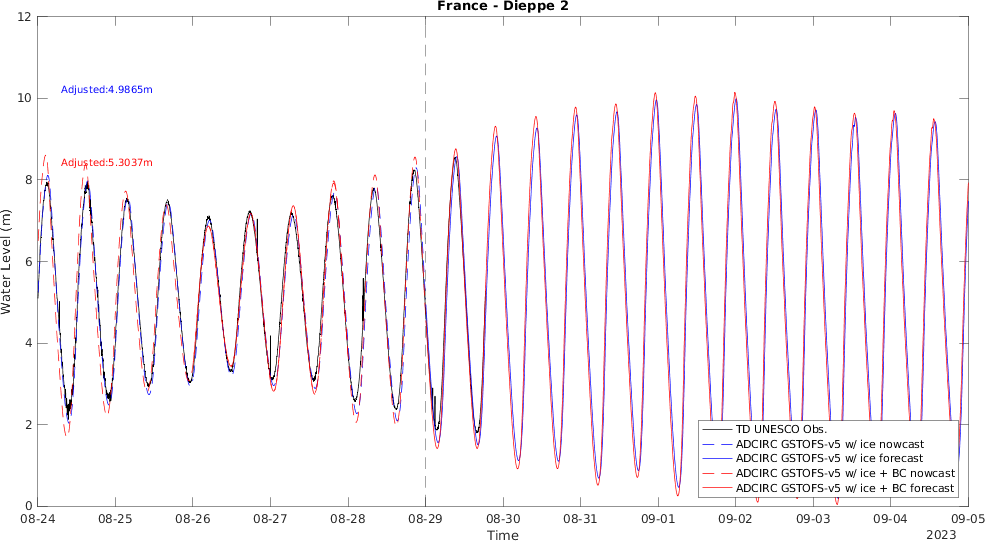 France - Dieppe 2
12
10
8
6
4
2
0
Water Level (m)
Adjusted:4.9865m
Adjusted:5.3037m
TD UNESCO Obs.
ADCIRC GSTOFS-v5 w/ ice nowcast
ADCIRC GSTOFS-v5 w/ ice forecast
ADCIRC GSTOFS-v5 w/ ice + BC nowcast
ADCIRC GSTOFS-v5 w/ ice + BC forecast
08-24 08-25 08-26 08-27 08-28 08-29 08-30 08-31 09-01 09-02 09-03 09-04 09-05
Time
2023